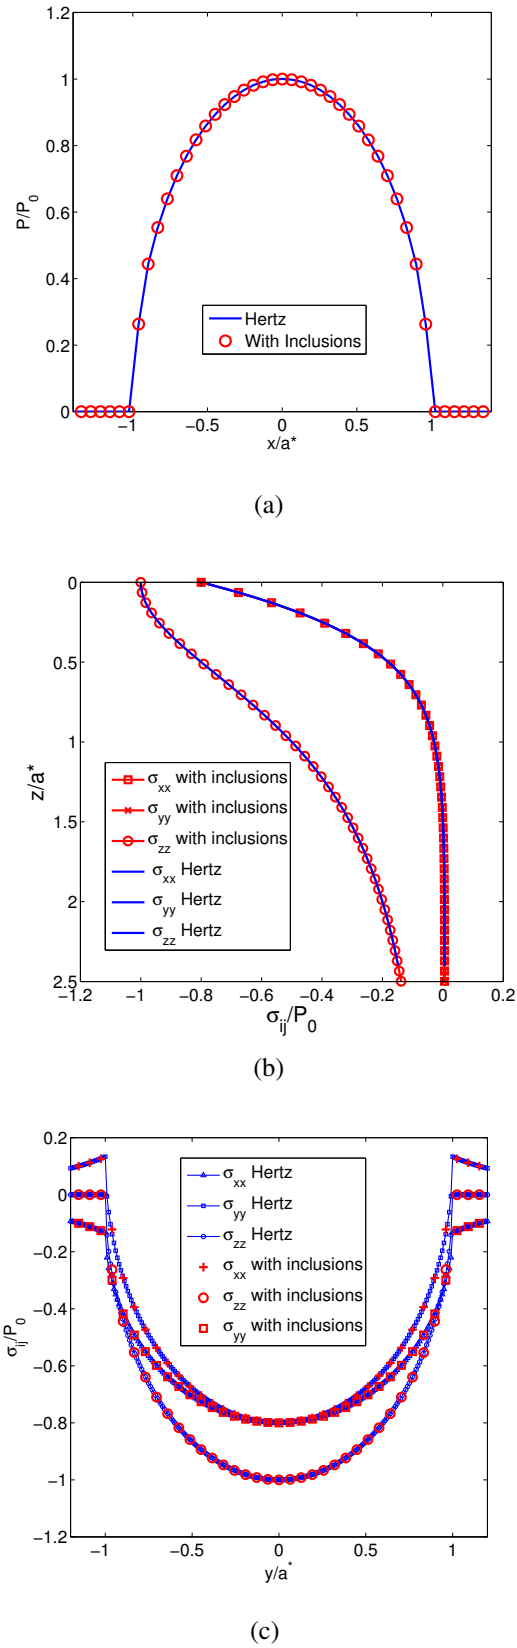 1.2
1
0.8
0.6
0.4
0.2
0
P/P0
Hertz
With Inclusions
−1 −0.5 0 0.5 1
x/a*
(a)
0
0.5
1
1.5
2
2.5
z/a*
σxx with inclusions
σyy with inclusions
σzz with inclusions
σxx Hertz
σyy Hertz
σzz Hertz
−1.2 −1 −0.8 −0.6 −0.4 −0.2 0 0.2
σij/P0
(b)
0.2
0
−0.2
−0.4
−0.6
−0.8
−1
−1.2
σij/P0
σxx Hertz
σyy Hertz
σzz Hertz
σxx with inclusions
σzz with inclusions
σyy with inclusions
−1 −0.5 0 0.5 1
y/a*
(c)